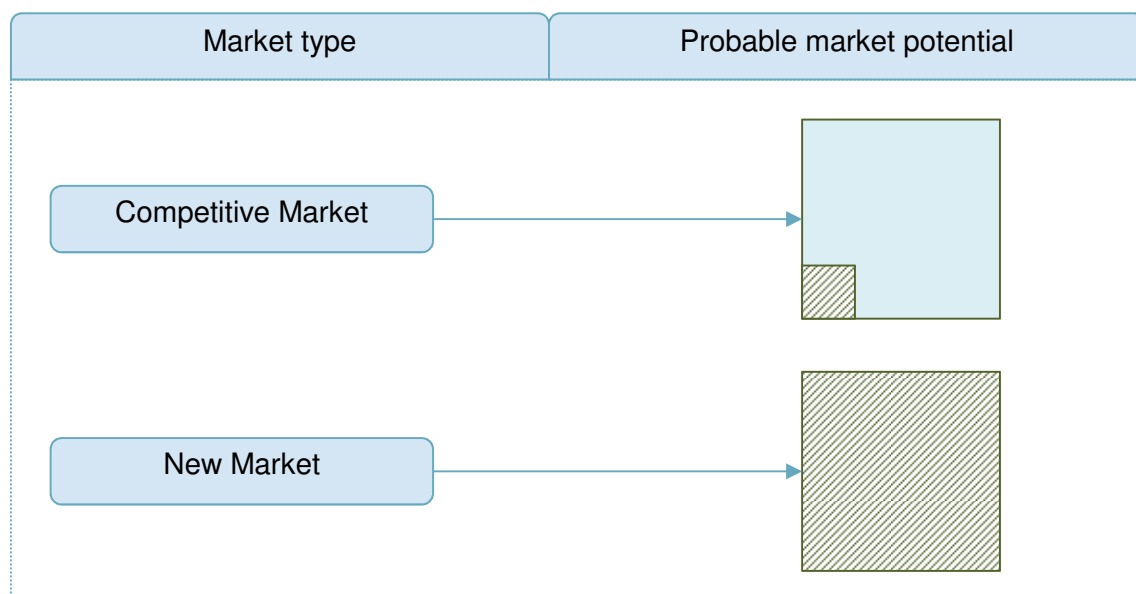 Market type
Probable market potential
Competitive Market
New Market